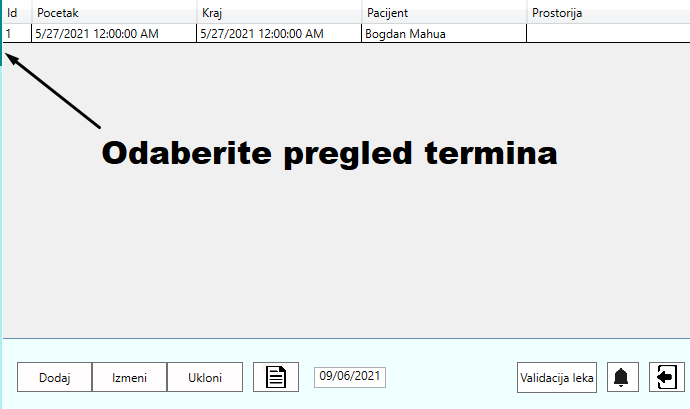 Id Pocetak Kraj Pacijent Prostorija
1 5/27/2021 12:00:00 AM 5/27/2021 12:00:00 AM Bogdan Mahua
Odaberite pregled termina
Dodaj Izmeni Ukloni 09/06/2021 Validacija leka